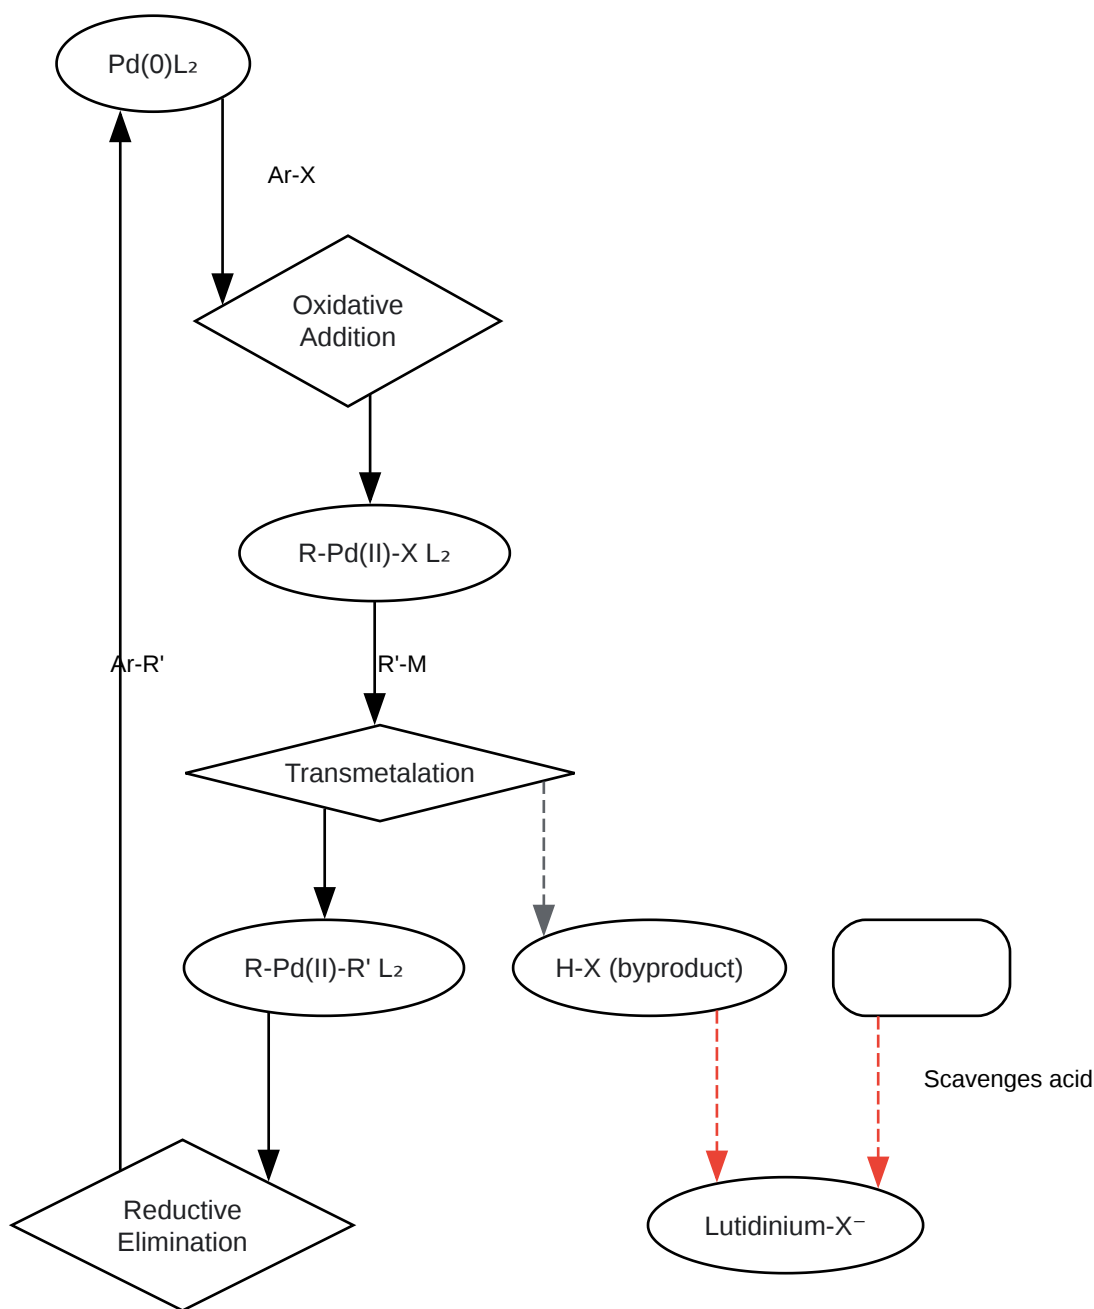 Pd(0)L₂
Ar-X
Oxidative
Addition
R-Pd(II)-X L₂
Ar-R'
R'-M
Transmetalation
R-Pd(II)-R' L₂
H-X (byproduct)
Scavenges acid
Reductive
Elimination
Lutidinium-X⁻